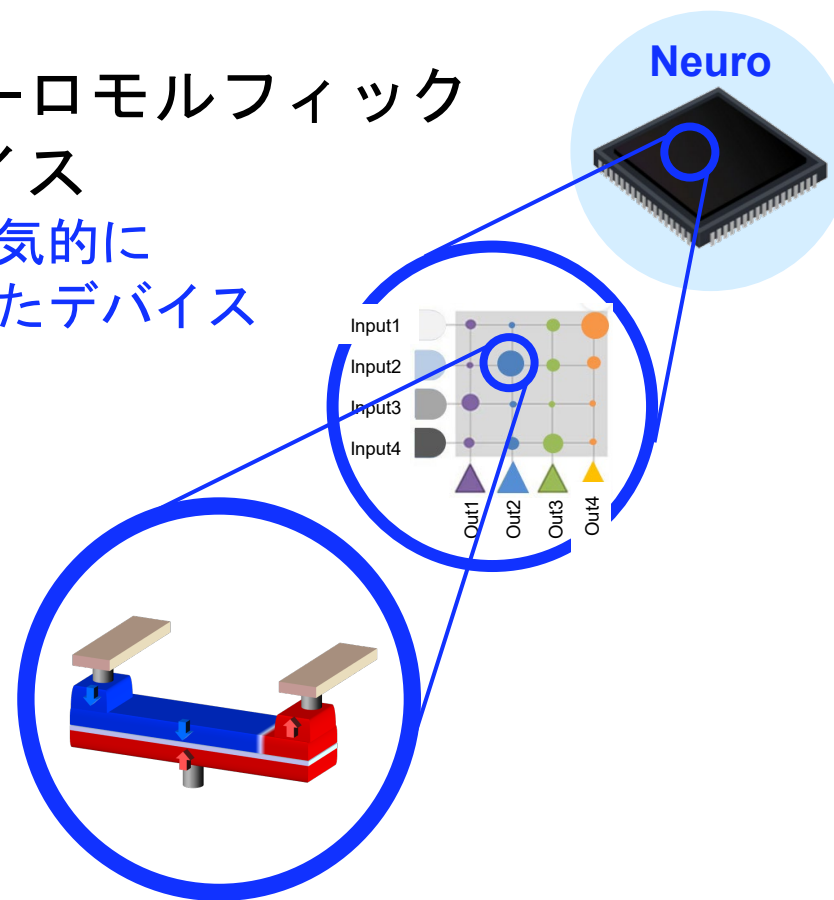 Neuro
ーロモルフィック
イス
気的に
たデバイス
Input1
Input2
Input3
Input4
Out1
Out2
Out3
Out4